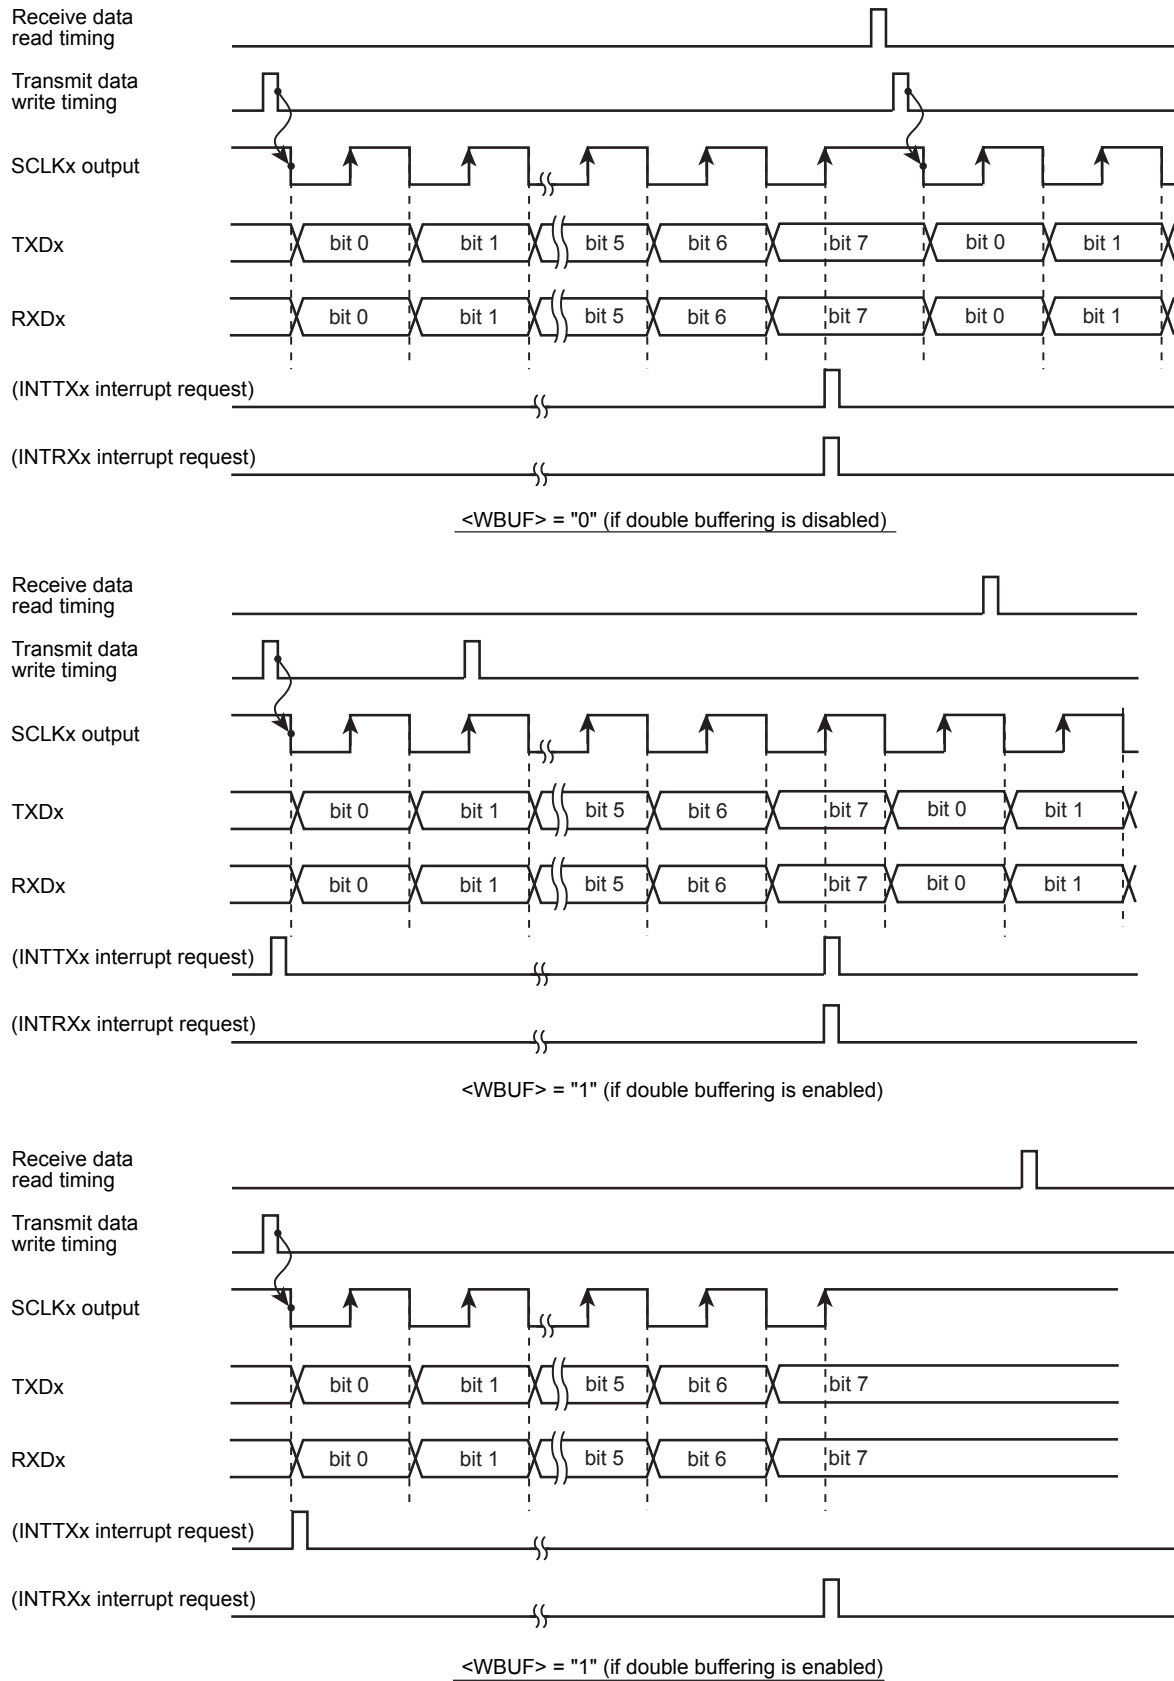 Receive data
read timing
Transmit data
write timing
SCLKx output
TXDx bit 0 bit 1 bit 5 bit 6 bit 7 bit 0 bit 1
RXDx bit 0 bit 1 bit 5 bit 6 bit 7 bit 0 bit 1
(INTTXx interrupt request)
(INTRXx interrupt request)
<WBUF> = "0" (if double buffering is disabled)
Receive data
read timing
Transmit data
write timing
SCLKx output
TXDx bit 0 bit 1 bit 5 bit 6 bit 7 bit 0 bit 1
RXDx bit 0 bit 1 bit 5 bit 6 bit 7 bit 0 bit 1
(INTTXx interrupt request)
(INTRXx interrupt request)
<WBUF> = "1" (if double buffering is enabled)
Receive data
read timing
Transmit data
write timing
SCLKx output
TXDx bit 0 bit 1 bit 5 bit 6 bit 7
RXDx bit 0 bit 1 bit 5 bit 6 bit 7
(INTTXx interrupt request)
(INTRXx interrupt request)
<WBUF> = "1" (if double buffering is enabled)